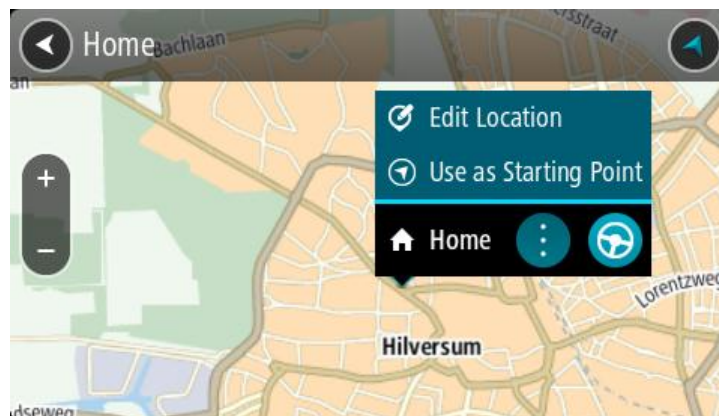 Home
Bachlaan
Edit Location
Use as Starting Point
+
Home
−
Lorentzweg
Hilversum